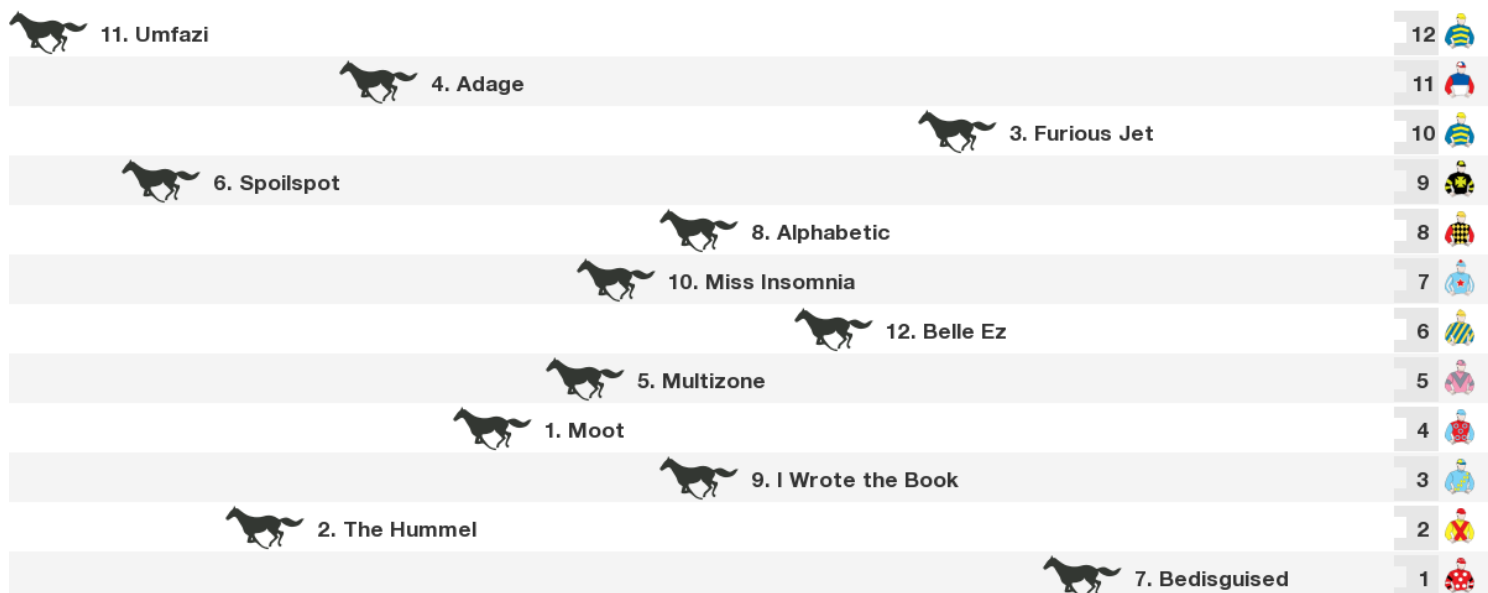 11. Umfazi 12
4. Adage 11
3. Furious Jet 10
6. Spoilspot 9
8. Alphabetic 8
10. Miss Insomnia 7
12. Belle Ez 6
5. Multizone 5
1. Moot 4
9. I Wrote the Book 3
2. The Hummel 2
7. Bedisguised 1